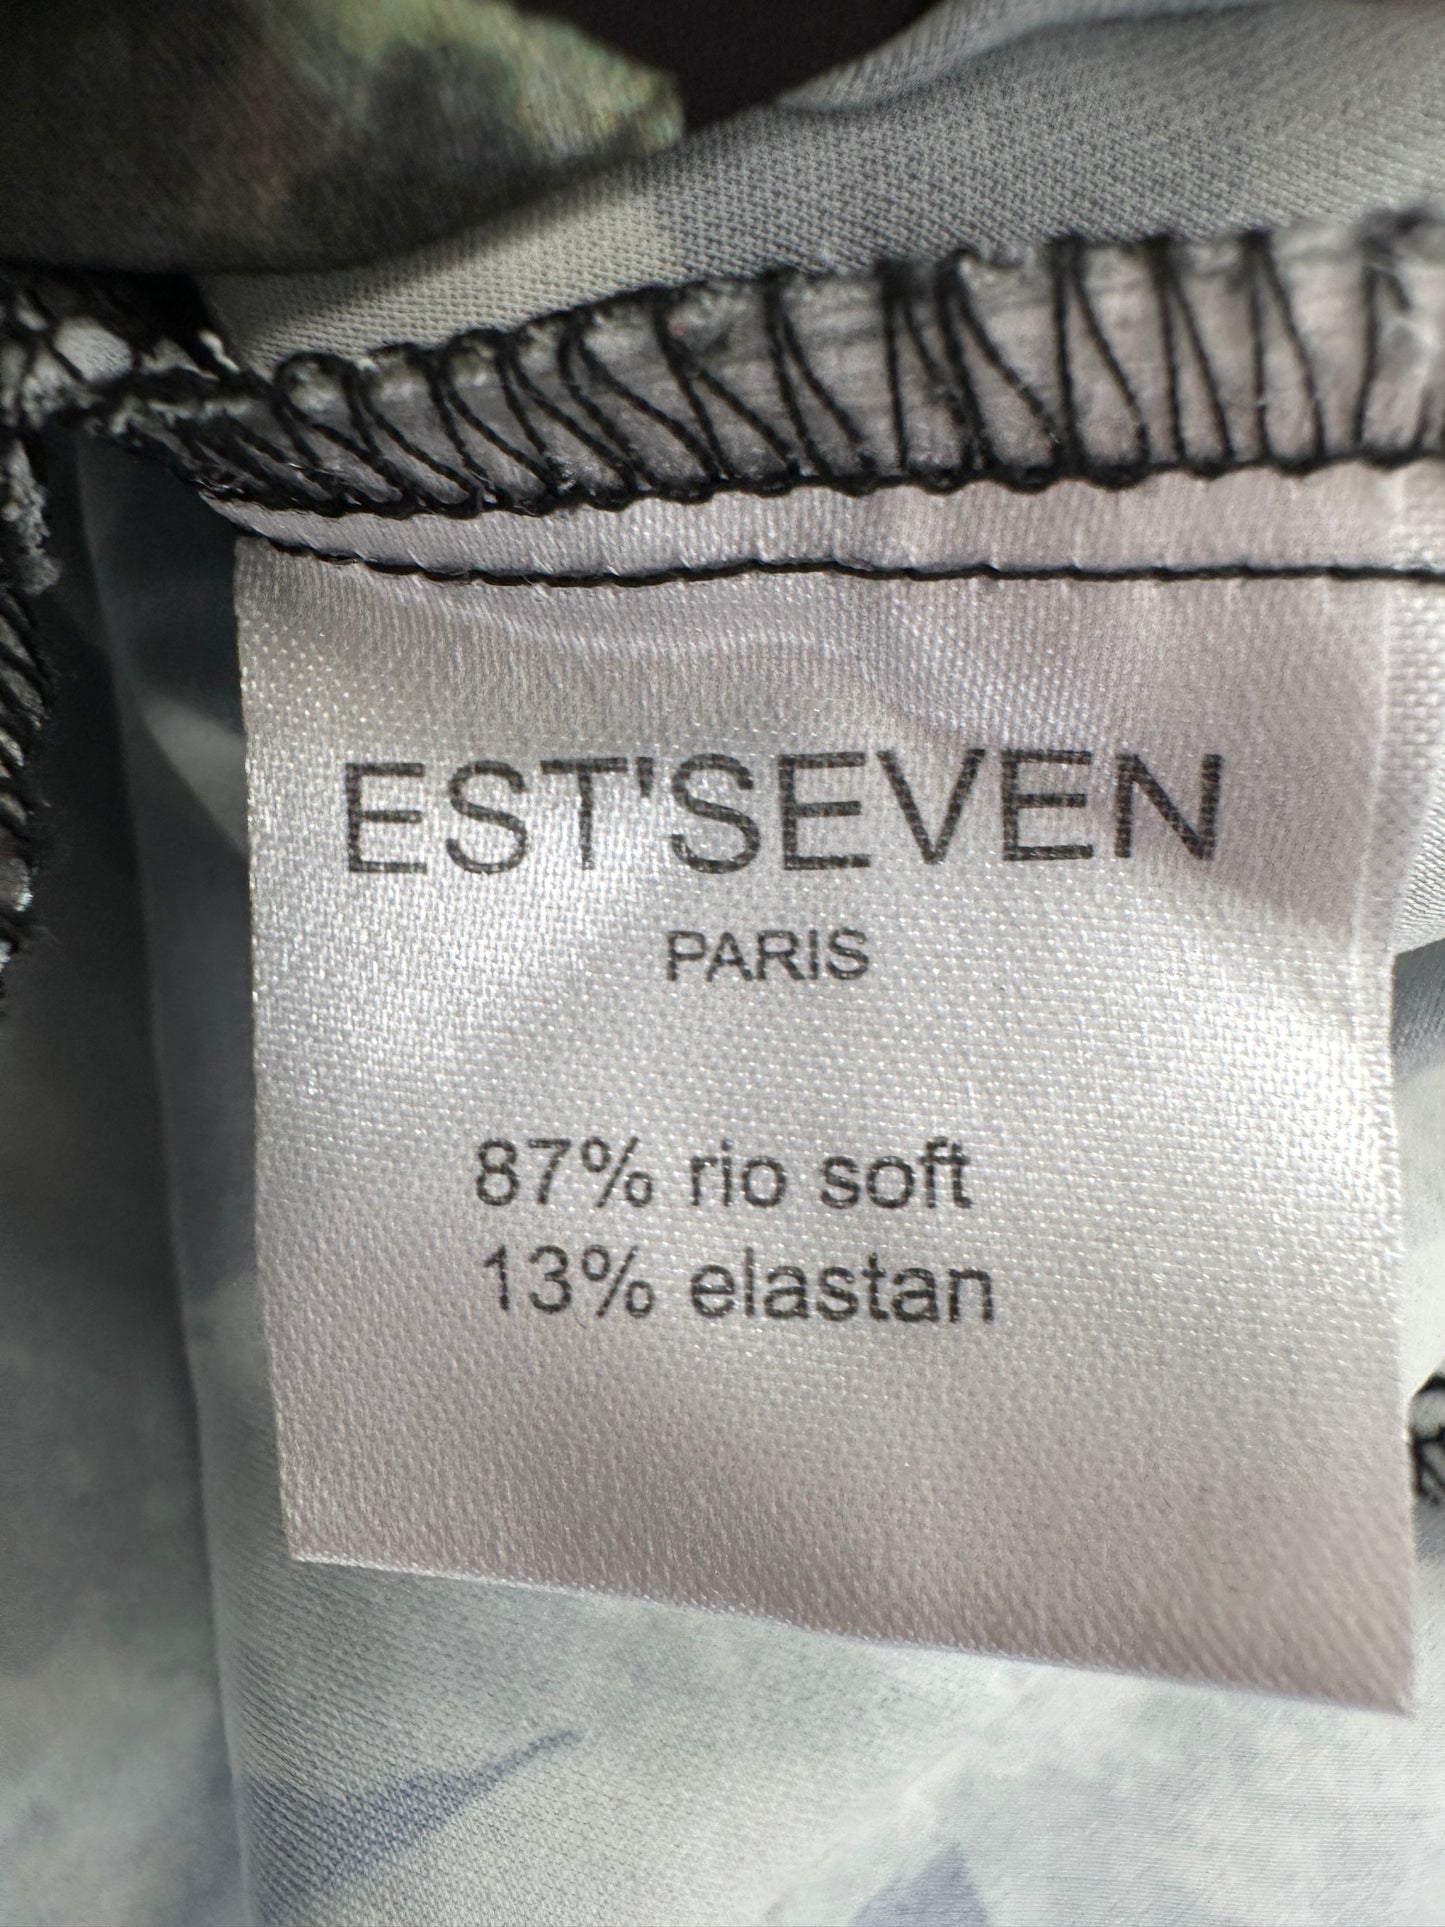 EST'SEVEN
PARIS
87% rio soft
13% elastan